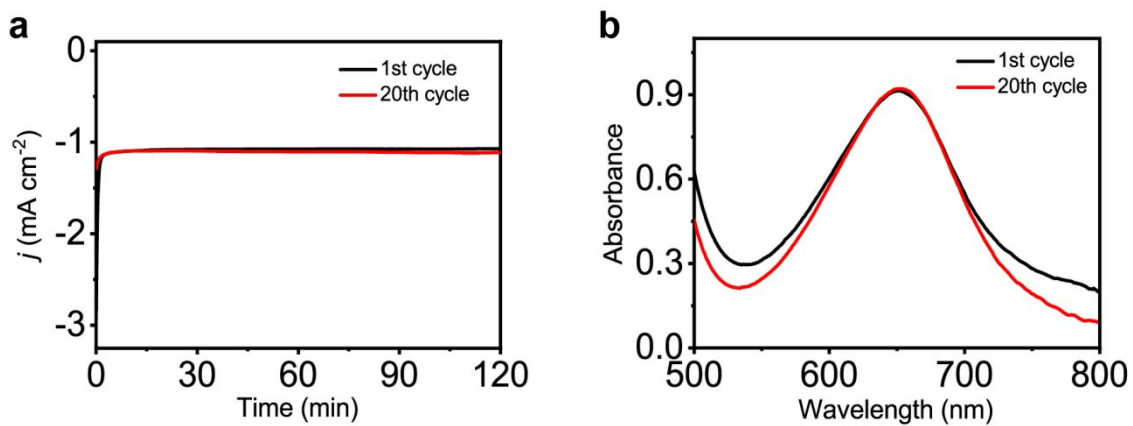 a
0
-1
-2
-3
j (mA cm-2)
1st cycle
20th cycle
0 30 60 90 120
Time (min)
b
0.9
0.6
0.3
0.0
Absorbance
1st cycle
20th cycle
500 600 700 800
Wavelength (nm)